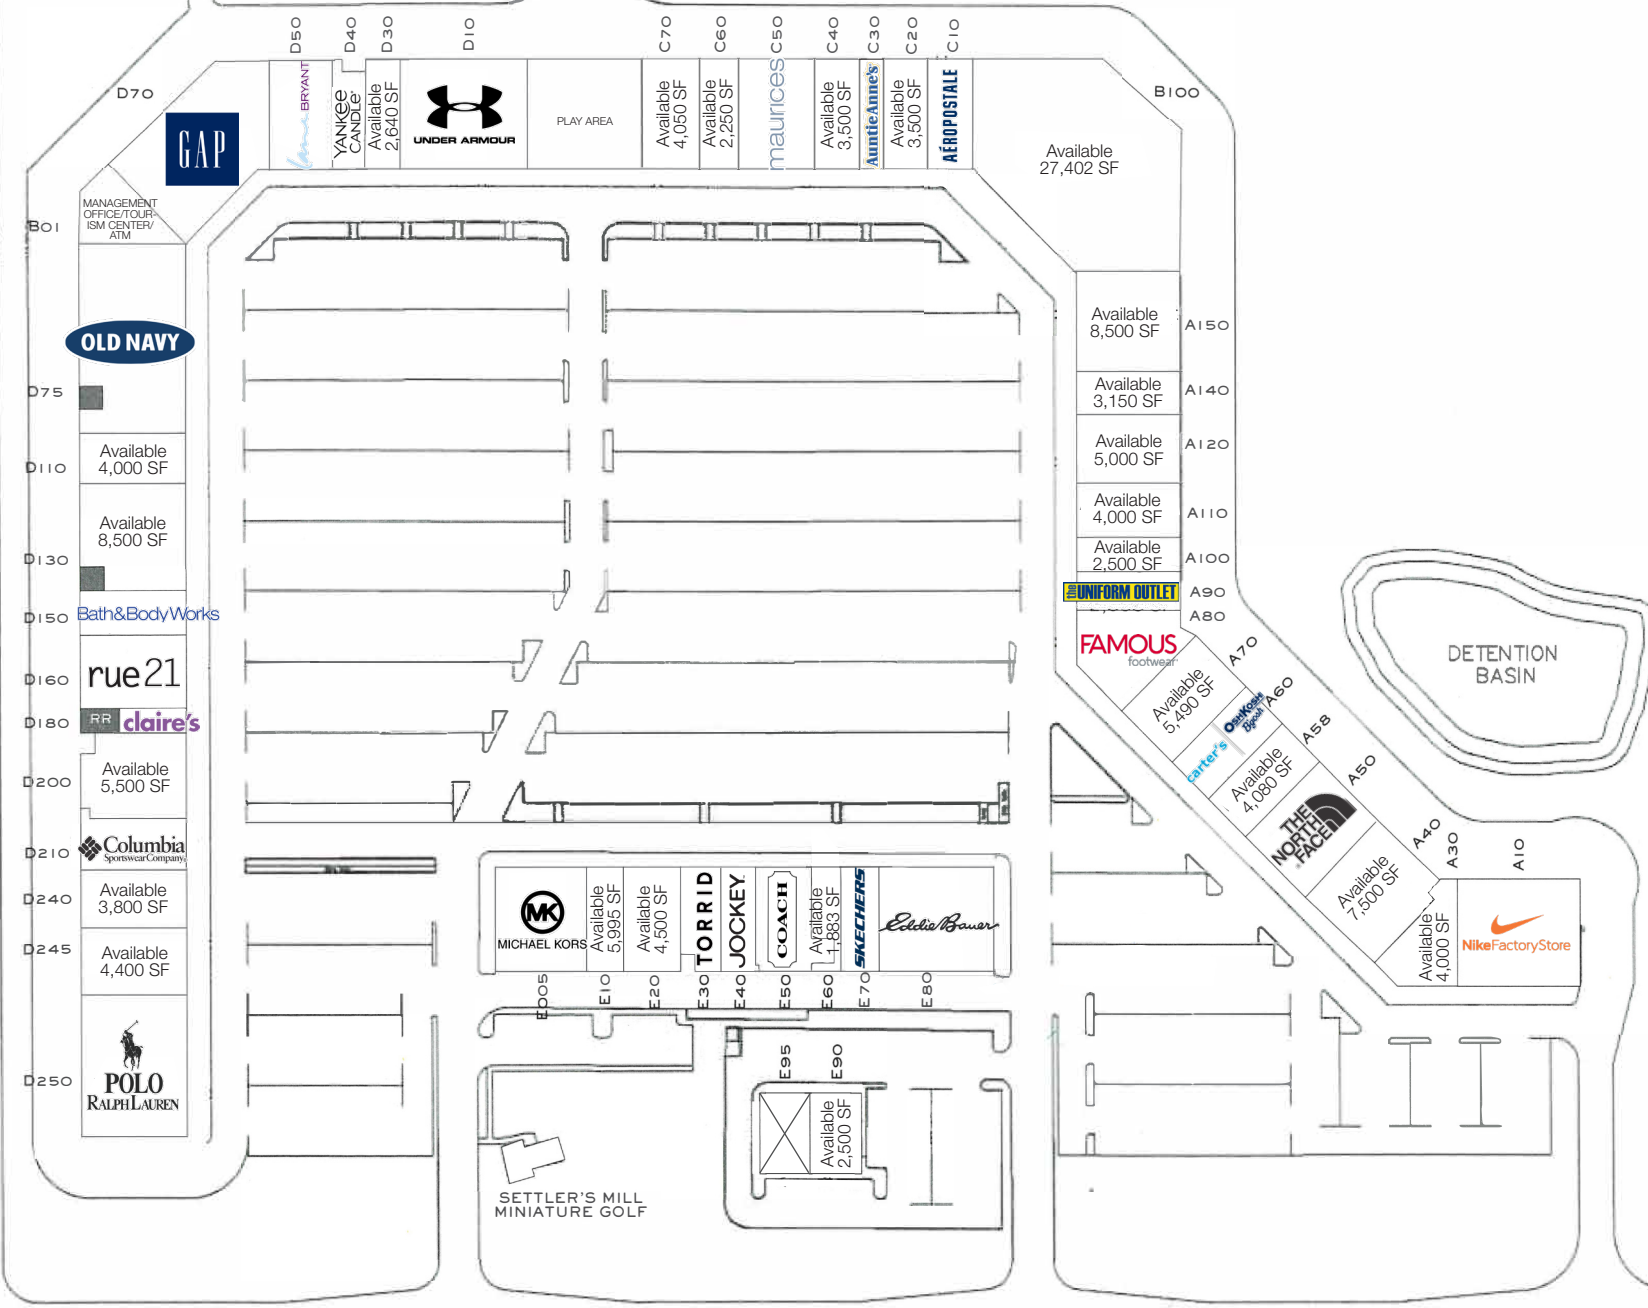 D50
D40
D30
D10
C70
C60
C50
C40
C30
C20
C10
D70
B100
GAP
Lane BRYANT
YANKEE
CANDLE
Available
2,640 SF
UNDER ARMOUR
PLAY AREA
Available
4,050 SF
Available
2,250 SF
maurices
Available
3,500 SF
Auntie Anne's
Available
3,500 SF
AÉROPOSTALE
Available
27,402 SF
MANAGEMENT
OFFICE/TOUR-
ISM CENTER/
ATM
B01
OLD NAVY
D75
Available
4,000 SF
D110
Available
8,500 SF
D130
Bath&BodyWorks
D150
rue21
D160
RR
claire's
D180
Available
5,500 SF
D200
Columbia
Sportswear Company
D210
Available
3,800 SF
D240
Available
4,400 SF
D245
POLO
RALPH LAUREN
D250
Available
8,500 SF
A150
Available
3,150 SF
A140
Available
5,000 SF
A120
Available
4,000 SF
A110
Available
2,500 SF
A100
the UNIFORM OUTLET
A90
A80
FAMOUS
footwear
A70
Available
5,490 SF
A60
OshKosh
B'gosh
carter's
A58
Available
4,080 SF
A50
THE
NORTH
FACE
A40
Available
7,500 SF
A30
Available
4,000 SF
A10
NikeFactoryStore
DETENTION
BASIN
MK
MICHAEL KORS
Available
5,995 SF
Available
4,500 SF
TORRID
JOCKEY
COACH
Available
1,883 SF
SKECHERS
Eddie Bauer
E005
E10
E20
E30
E40
E50
E60
E70
E80
E95
E90
Available
2,500 SF
SETTLER'S MILL
MINIATURE GOLF